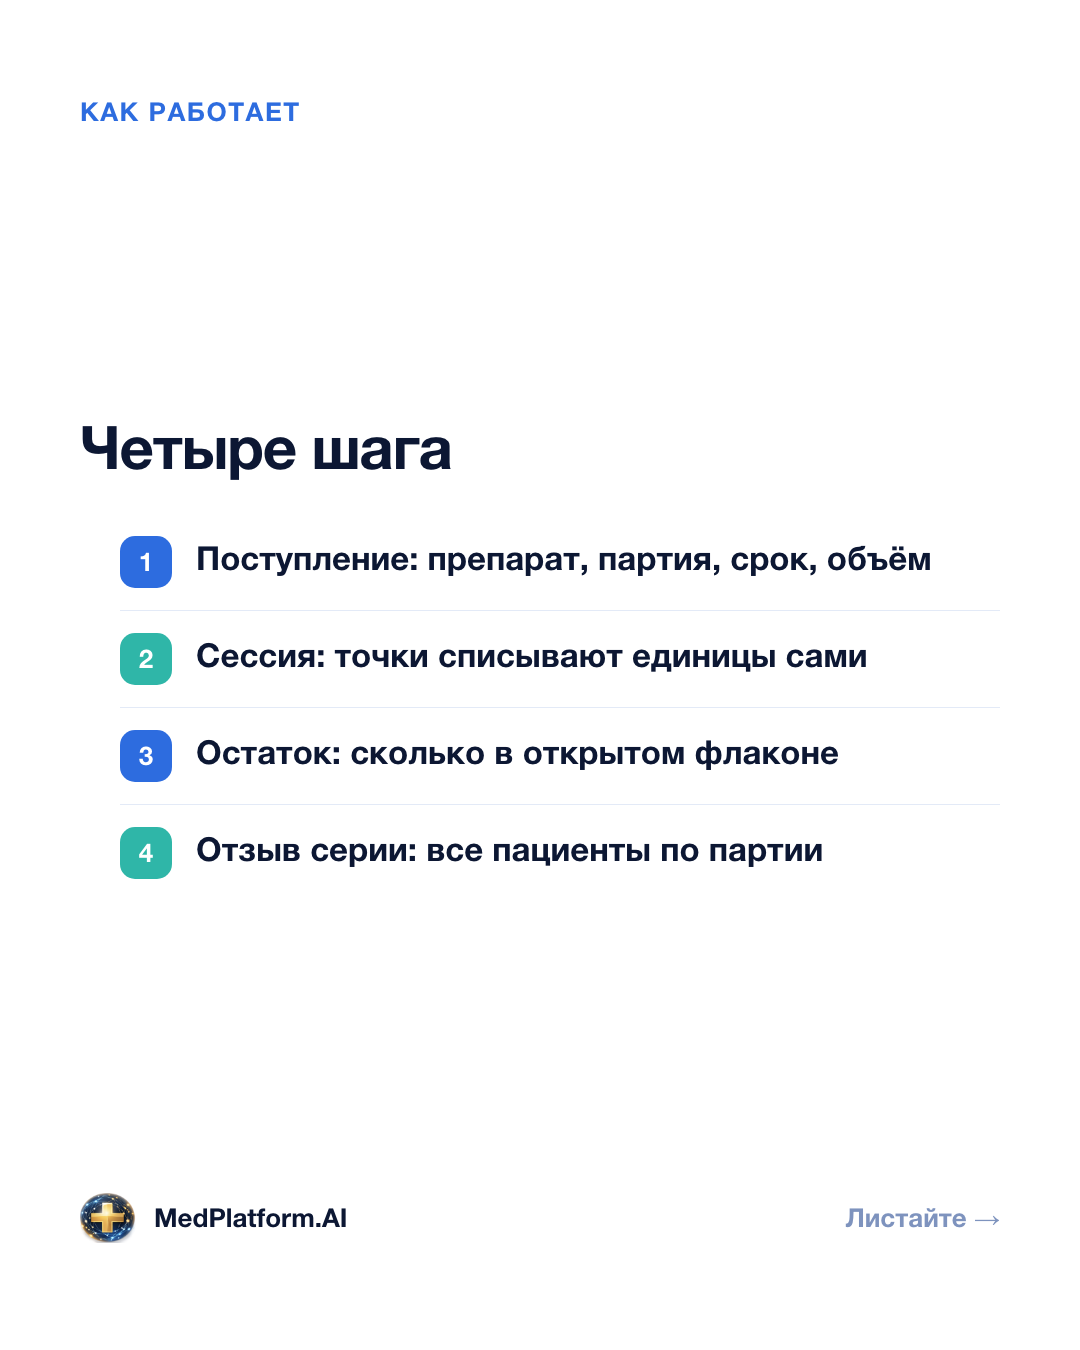 КАК РАБОТАЕТ
Четыре шага
1 Поступление: препарат, партия, срок, объём
2 Сессия: точки списывают единицы сами
3 Остаток: сколько в открытом флаконе
4 Отзыв серии: все пациенты по партии
MedPlatform.AI
Листайте →